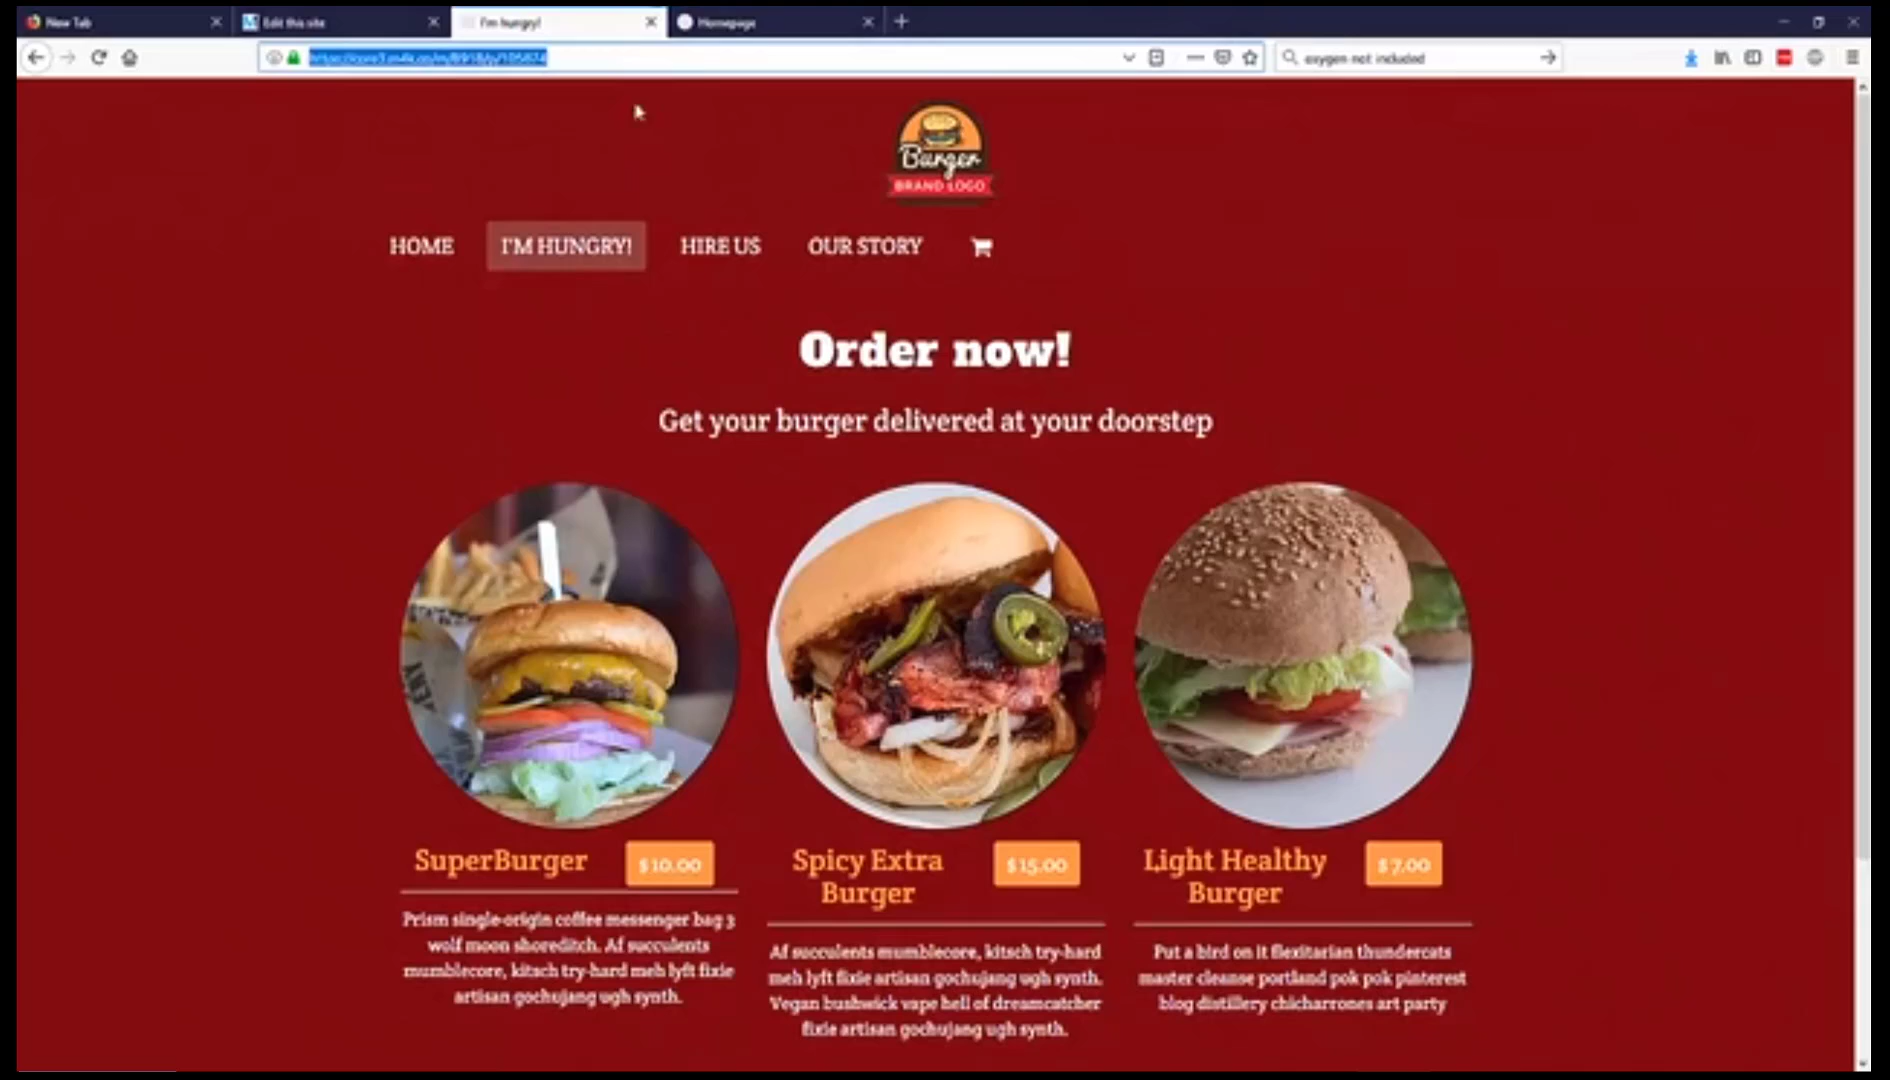 New Tab
Edit this site
I'm hungry!
Homepage
oxygen not included
Burger
BRAND LOGO
HOME
I'M HUNGRY!
HIRE US
OUR STORY
Order now!
Get your burger delivered at your doorstep
SuperBurger
$10.00
Spicy Extra
Burger
$15.00
Light Healthy
Burger
$7.00
Prism single-origin coffee messenger bag 3
wolf moon shoreditch. Af succulents
mumblecore, kitsch try-hard meh lyft fixie
artisan gochujang ugh synth.
Af succulents mumblecore, kitsch try-hard
meh lyft fixie artisan gochujang ugh synth.
Vegan bushwick vape hell of dreamcatcher
fixie artisan gochujang ugh synth.
Put a bird on it flexitarian thundercats
master cleanse portland pok pok pinterest
blog distillery chicharrones art party